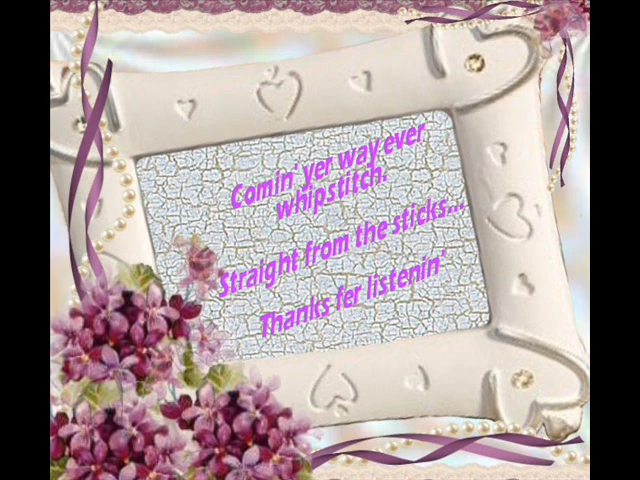 Comin' yer way ever
whipstitch.
Straight from the sticks...
Thanks fer listenin'